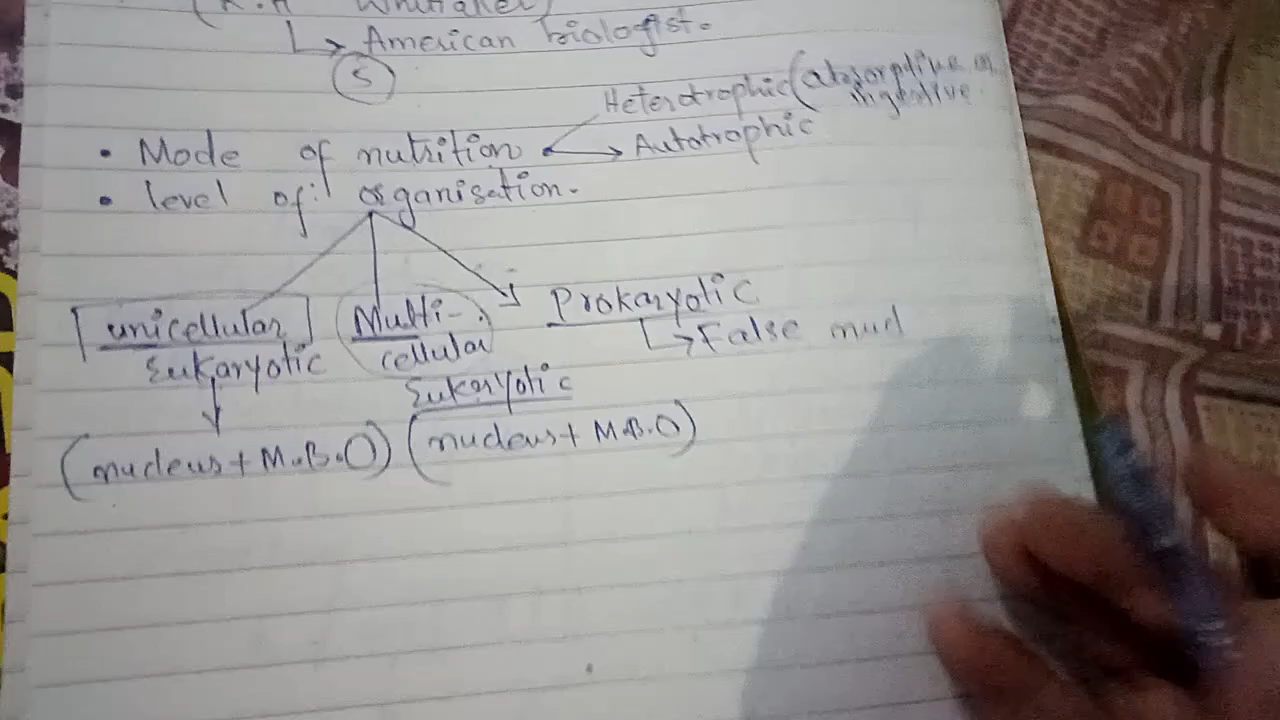 (R.H Whittaker)
↳ American biologist.
5
Heterotrophic (absorptive or
ingestive
• Mode of nutrition → Autotrophic
• level of organisation.
unicellular Multi- Prokaryotic
Eukaryotic cellular ↳ False nucl
Eukaryotic
(nucleus + M.B.O) (nucleus + M.B.O)